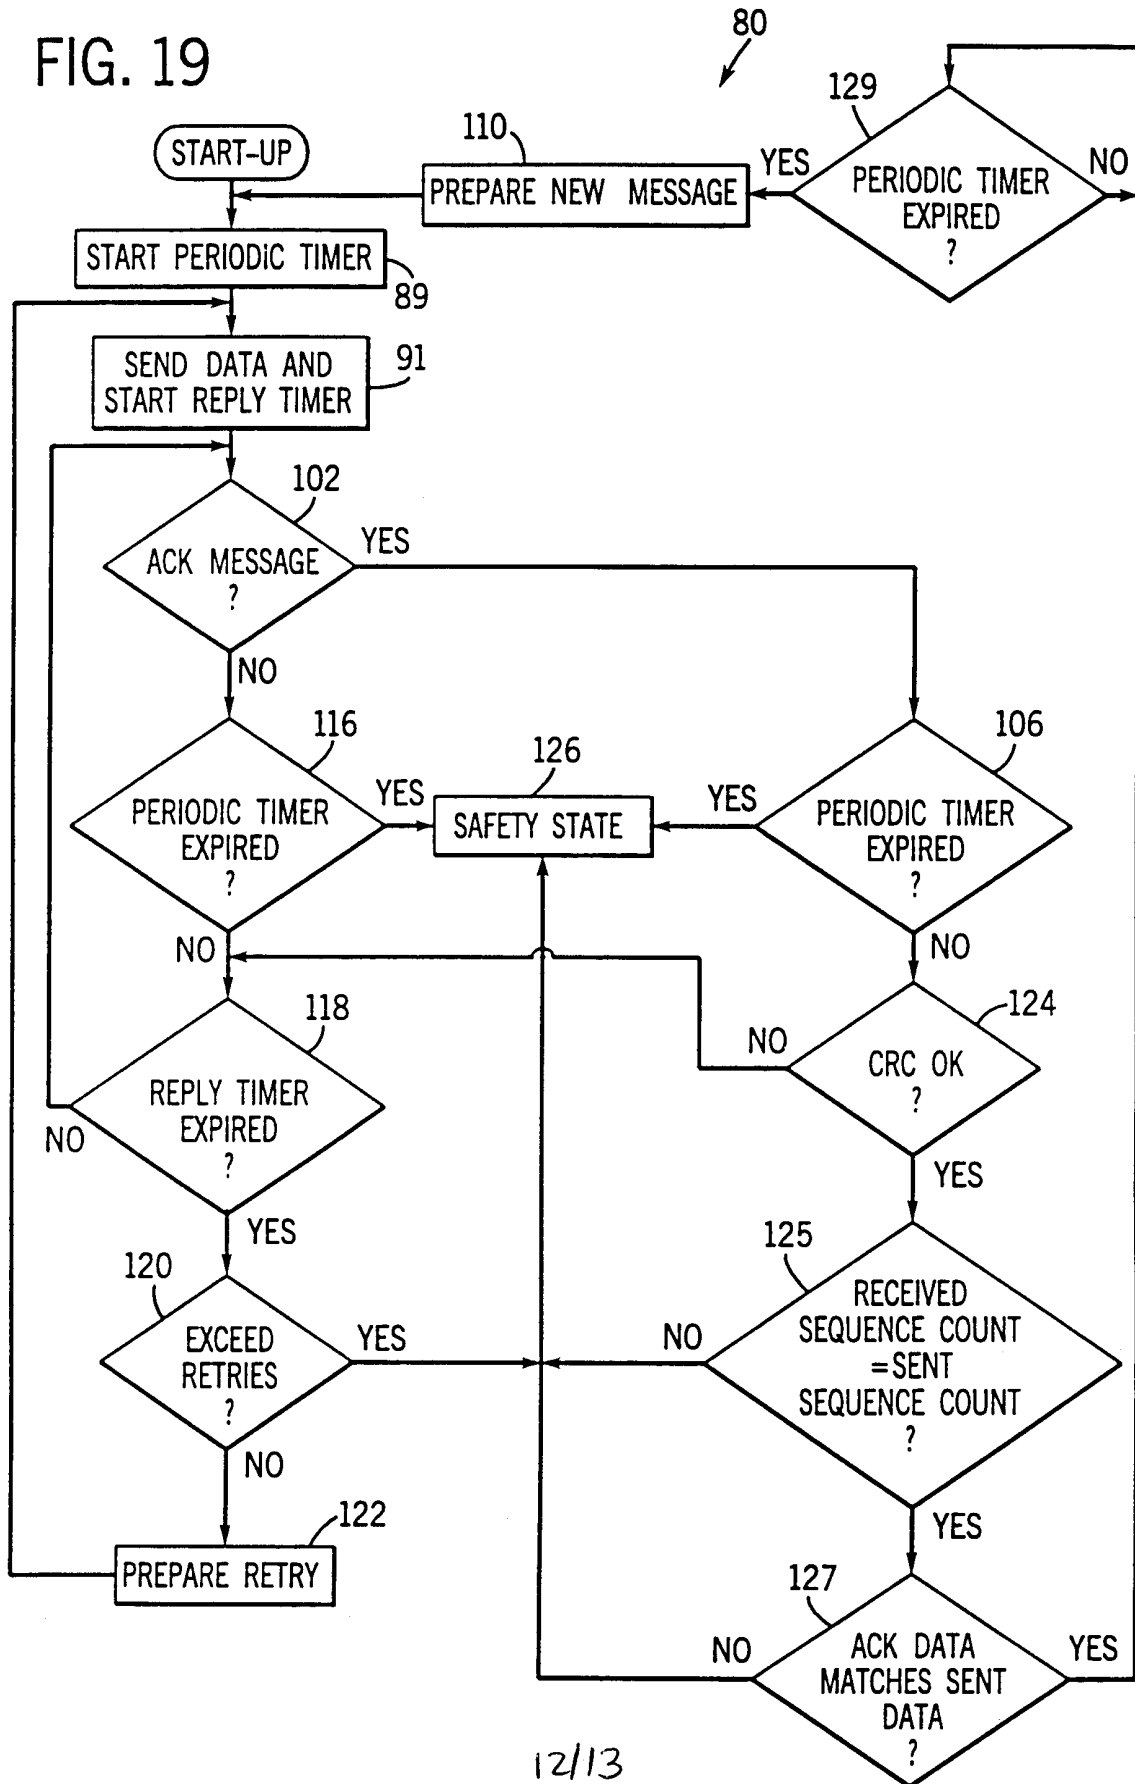 FIG. 19
80
129
PERIODIC TIMER
EXPIRED
?
YES
NO
110
PREPARE NEW MESSAGE
START-UP
START PERIODIC TIMER
89
SEND DATA AND
START REPLY TIMER
91
102
ACK MESSAGE
?
YES
NO
116
PERIODIC TIMER
EXPIRED
?
YES
NO
126
SAFETY STATE
106
PERIODIC TIMER
EXPIRED
?
YES
NO
118
REPLY TIMER
EXPIRED
?
NO
YES
124
CRC OK
?
NO
YES
120
EXCEED
RETRIES
?
YES
NO
125
RECEIVED
SEQUENCE COUNT
=SENT
SEQUENCE COUNT
?
NO
YES
122
PREPARE RETRY
127
ACK DATA
MATCHES SENT
DATA
?
NO
YES
12/13